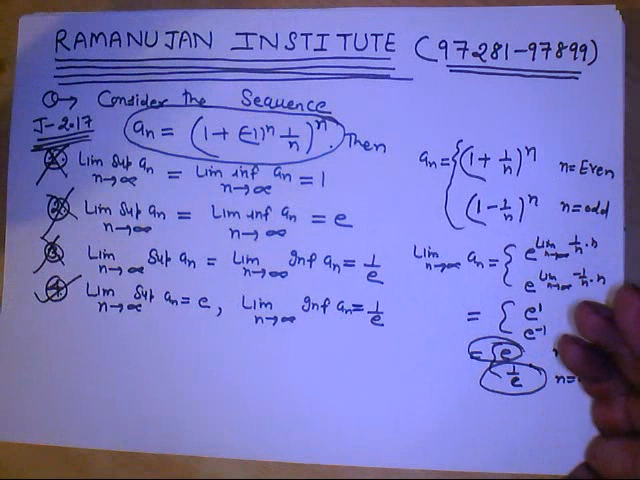 RAMANUJAN INSTITUTE (97281-97899)
Q→ Consider the Sequence
J-2017
an = (1 + (-1)^n 1/n)^n. Then
1. Lim Sup an = Lim inf an = 1
n→∞ n→∞
2. Lim Sup an = Lim inf an = e
n→∞ n→∞
3. Lim Sup an = Lim Inf an = 1/e
n→∞ n→∞
4. Lim Sup an = e, Lim Inf an = 1/e
n→∞ n→∞
an = { (1 + 1/n)^n n = Even
(1 - 1/n)^n n = odd
Lim an = { e^Lim 1/n · n
n→∞ n→∞
e^Lim -1/n · n
n→∞
= { e^1
e^-1
= { e
1/e n=